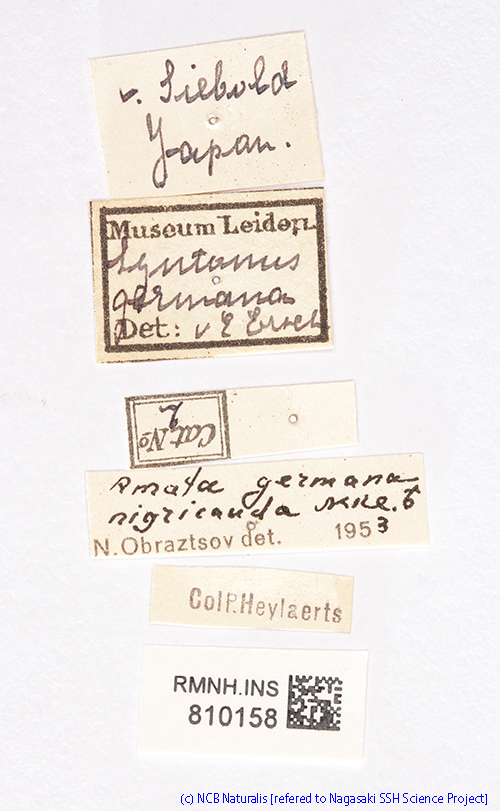 v. Siebold
Japan.
Museum Leiden.
Syntomis
germana
Det: v E Erick
Cat. No
2
Amata germana
nigricauda
N.Obraztsov det. 1953
Coll.Heylaerts
RMNH.INS
810158
(c) NCB Naturalis [refered to Nagasaki SSH Science Project]